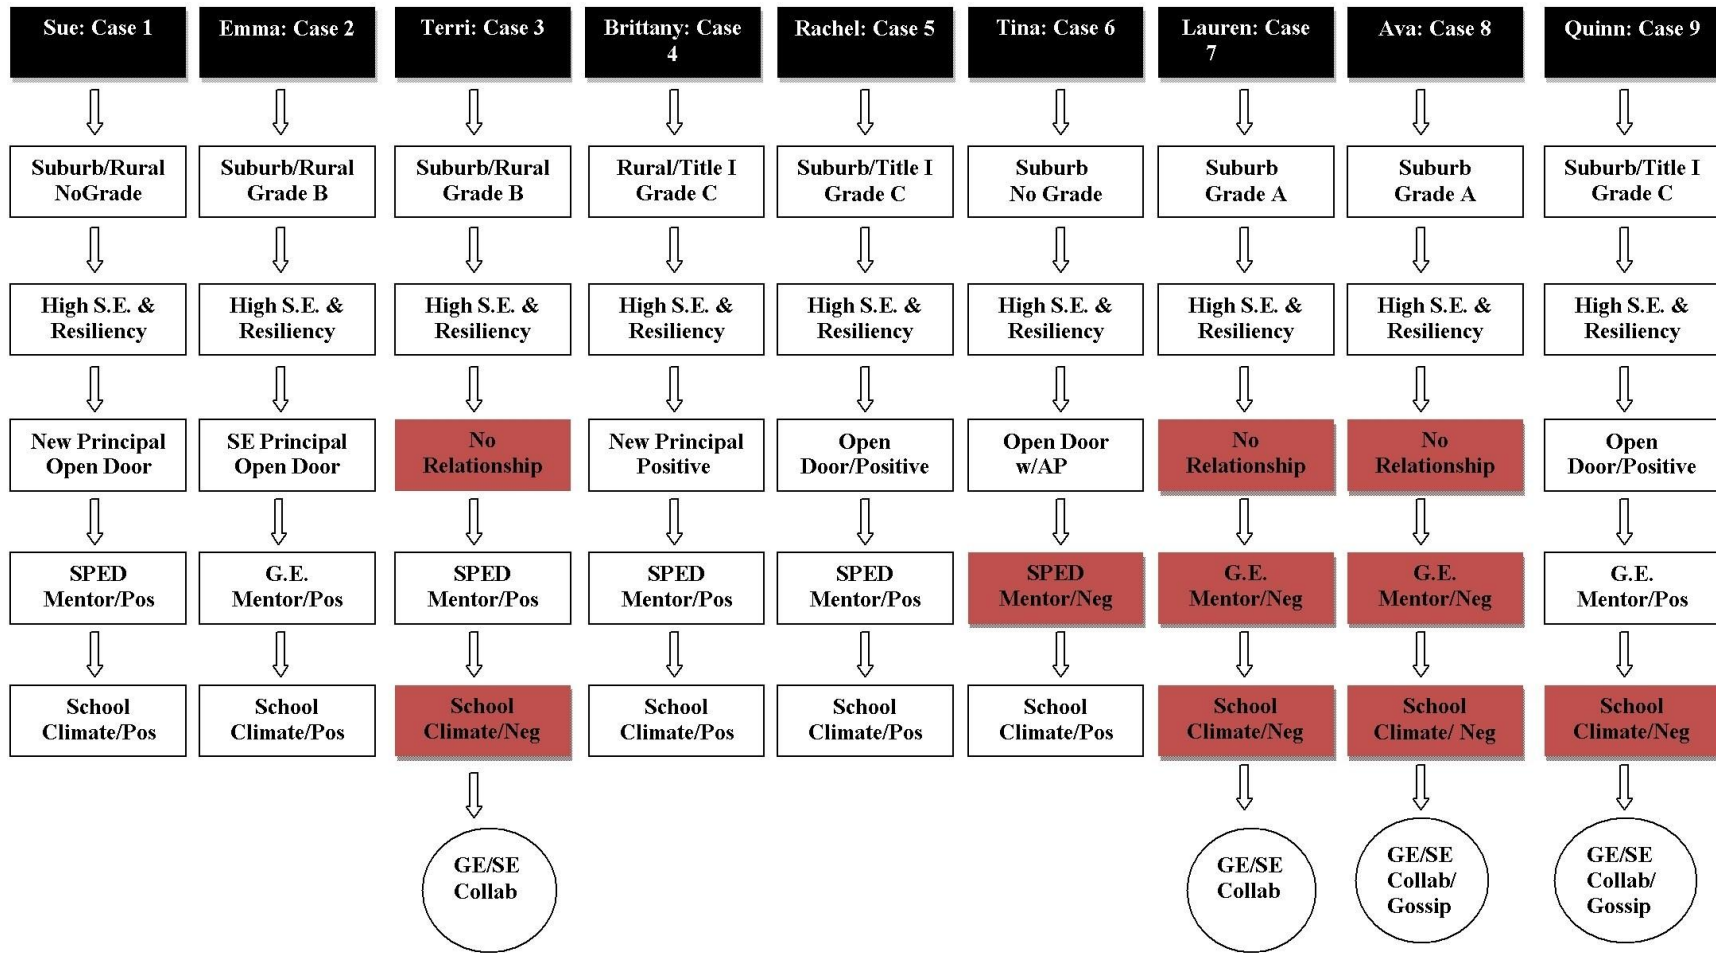 Sue: Case 1
Emma: Case 2
Terri: Case 3
Brittany: Case
4
Rachel: Case 5
Tina: Case 6
Lauren: Case
7
Ava: Case 8
Quinn: Case 9
Suburb/Rural
NoGrade
Suburb/Rural
Grade B
Suburb/Rural
Grade B
Rural/Title I
Grade C
Suburb/Title I
Grade C
Suburb
No Grade
Suburb
Grade A
Suburb
Grade A
Suburb/Title I
Grade C
High S.E. &
Resiliency
High S.E. &
Resiliency
High S.E. &
Resiliency
High S.E. &
Resiliency
High S.E. &
Resiliency
High S.E. &
Resiliency
High S.E. &
Resiliency
High S.E. &
Resiliency
High S.E. &
Resiliency
New Principal
Open Door
SE Principal
Open Door
No
Relationship
New Principal
Positive
Open
Door/Positive
Open Door
w/AP
No
Relationship
No
Relationship
Open
Door/Positive
SPED
Mentor/Pos
G.E.
Mentor/Pos
SPED
Mentor/Pos
SPED
Mentor/Pos
SPED
Mentor/Pos
SPED
Mentor/Neg
G.E.
Mentor/Neg
G.E.
Mentor/Neg
G.E.
Mentor/Pos
School
Climate/Pos
School
Climate/Pos
School
Climate/Neg
School
Climate/Pos
School
Climate/Pos
School
Climate/Pos
School
Climate/Neg
School
Climate/ Neg
School
Climate/Neg
GE/SE
Collab
GE/SE
Collab
GE/SE
Collab/
Gossip
GE/SE
Collab/
Gossip